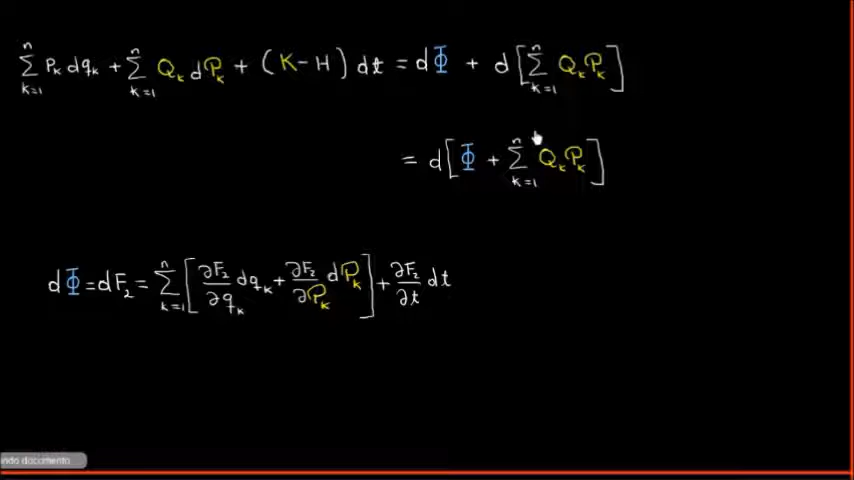 ∑_{k=1}^{n} p_k dq_k + ∑_{k=1}^{n} Q_k dP_k + (K-H) dt = dΦ + d[∑_{k=1}^{n} Q_k P_k]
= d[Φ + ∑_{k=1}^{n} Q_k P_k]
dΦ = dF_2 = ∑_{k=1}^{n} [∂F_2/∂q_k dq_k + ∂F_2/∂P_k dP_k] + ∂F_2/∂t dt
documento